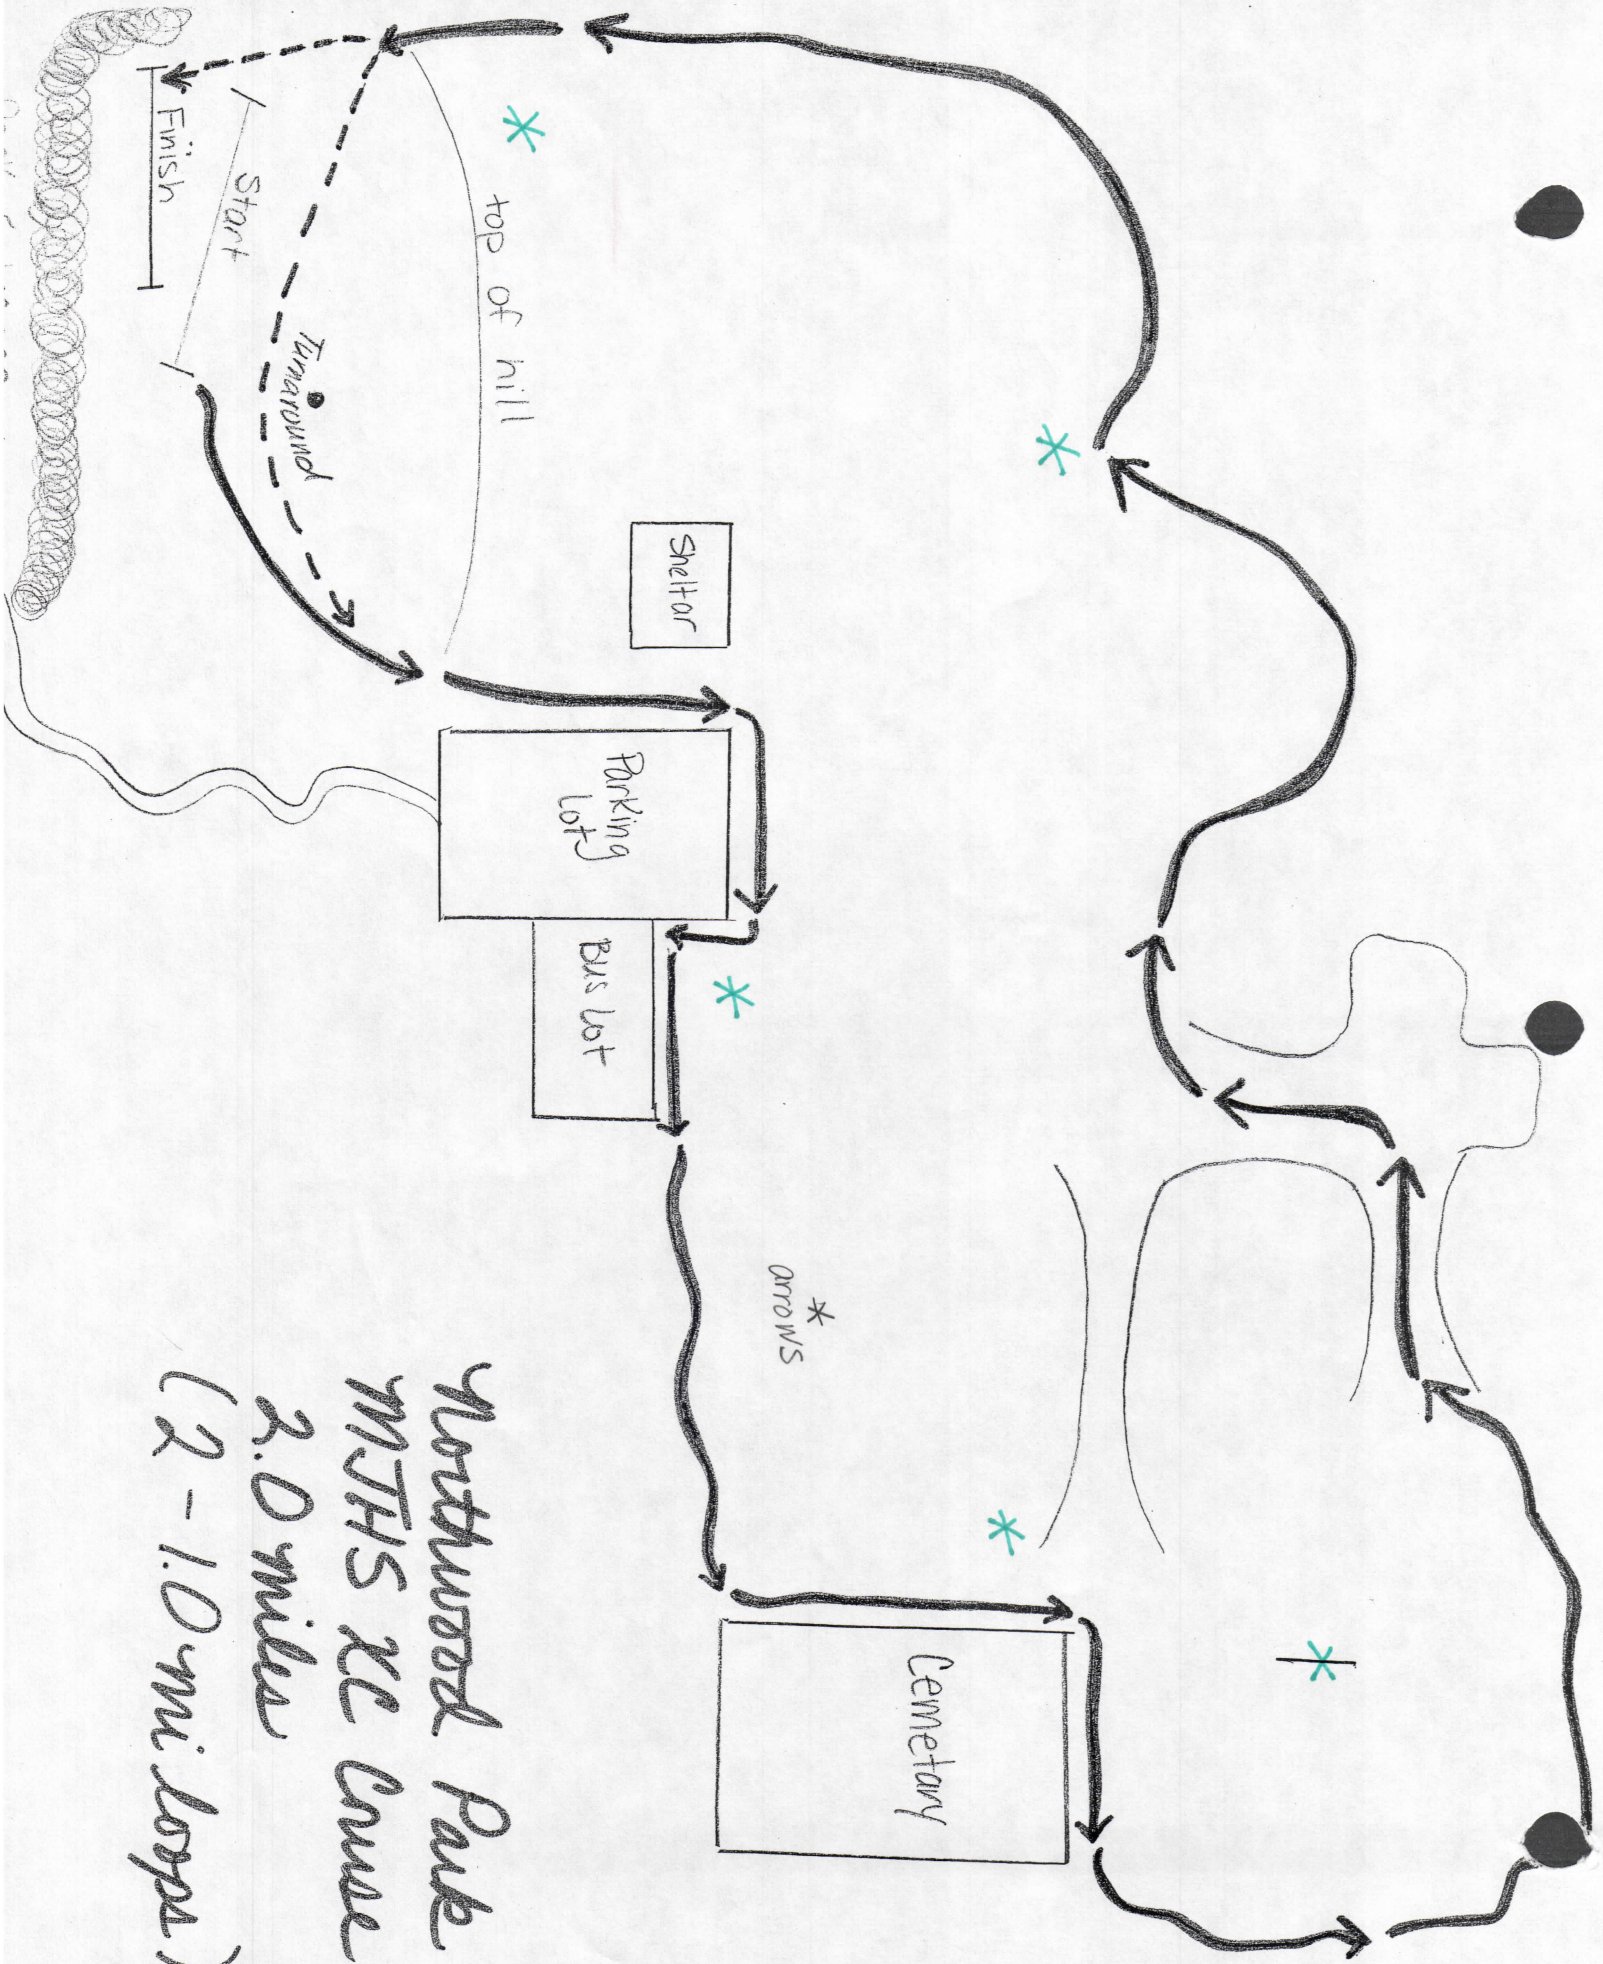 Finish
Start
Turnaround
top of hill
Sheltar
Parking
Lot
Bus Lot
*
arrows
Cemetary
Northwood Park
MJHS XC Course
2.0 miles
(2 - 1.0 mi loops)